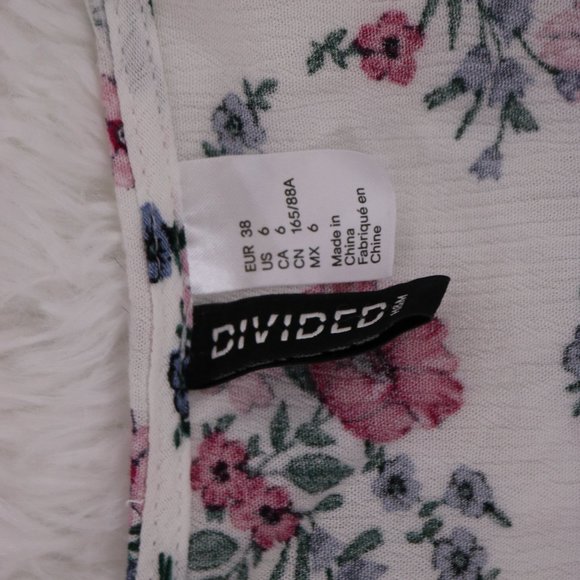 EUR 38
US 6
CA 6
CN 165/88A
MX 6
Made in
China
Fabriqué en
Chine
DIVIDED
H&M